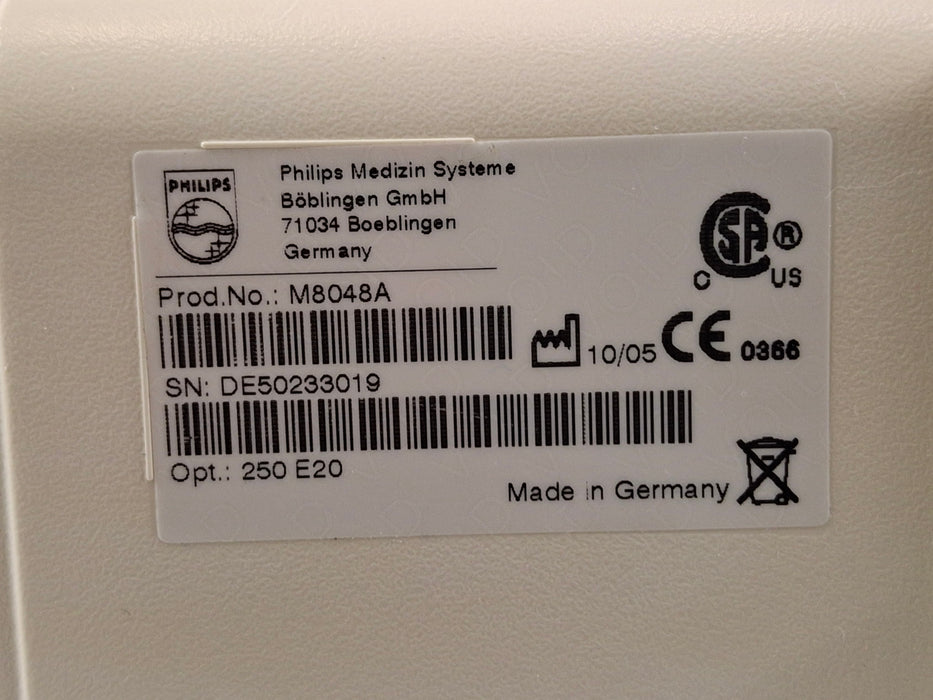 PHILIPS
Philips Medizin Systeme
Böblingen GmbH
71034 Boeblingen
Germany
Prod.No.: M8048A
SN: DE50233019
Opt.: 250 E20
CSA ®
C US
10/05 CE 0366
Made in Germany